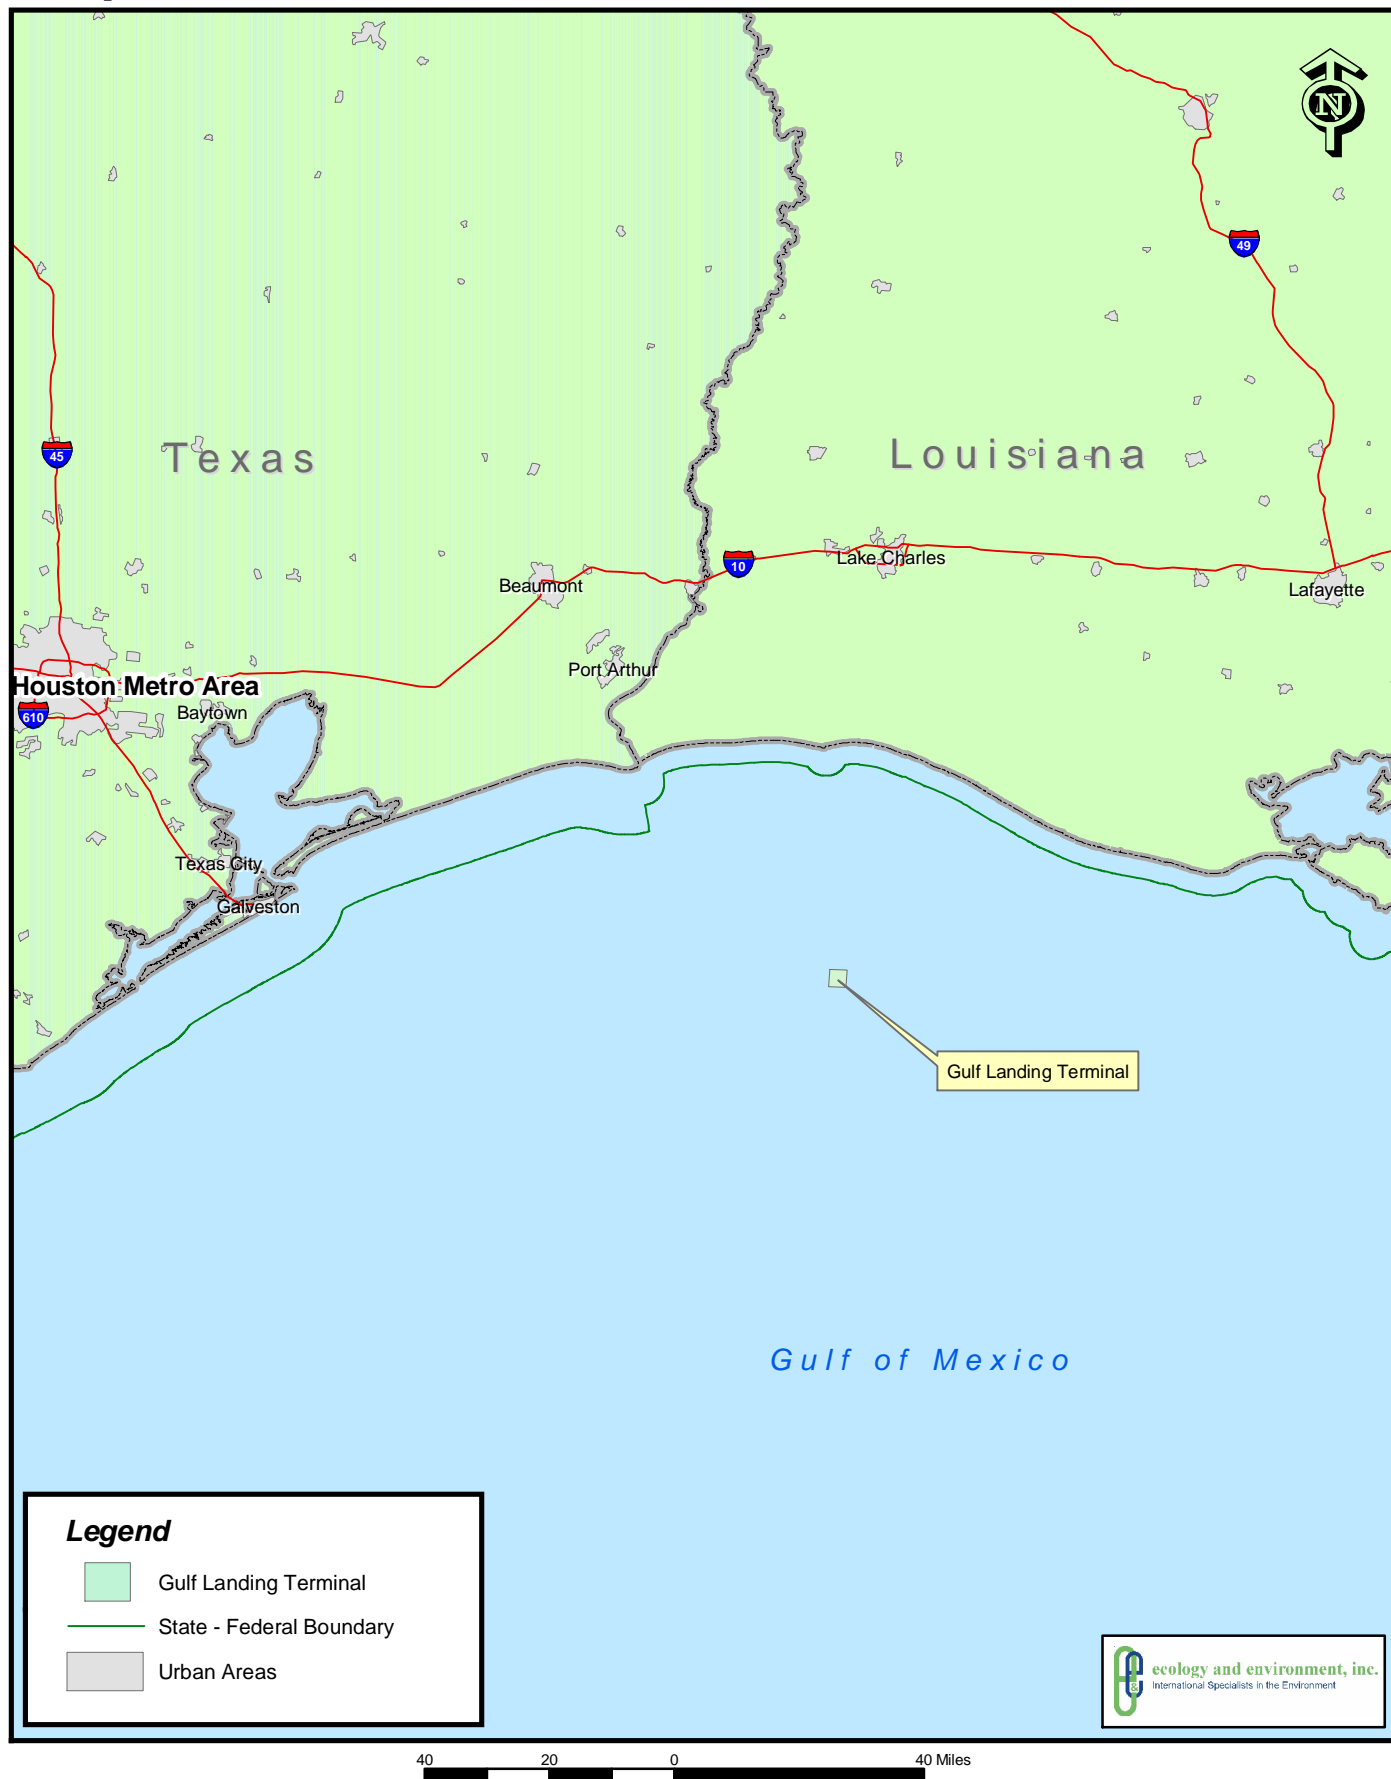 N
49
45
Texas
Louisiana
10
Lake Charles
Beaumont
Lafayette
Port Arthur
Houston Metro Area
610
Baytown
Texas City
Galveston
Gulf Landing Terminal
Gulf of Mexico
Legend
Gulf Landing Terminal
State - Federal Boundary
Urban Areas
ecology and environment, inc.
International Specialists in the Environment
40 20 0 40 Miles